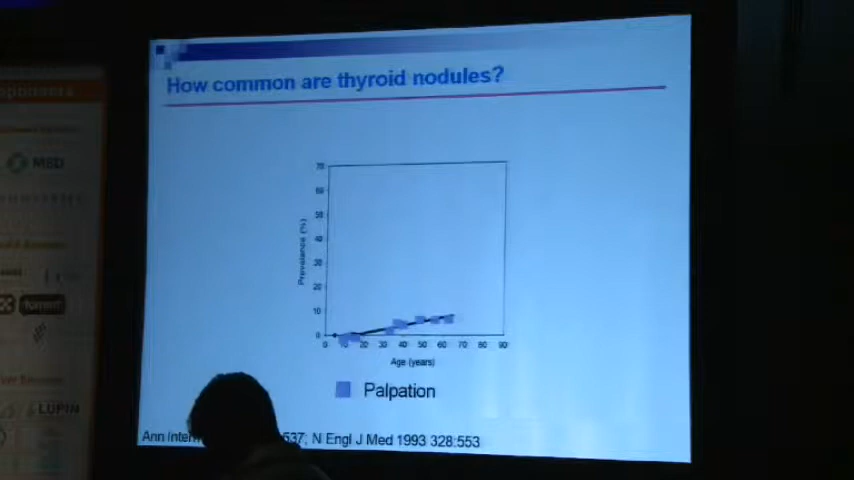 How common are thyroid nodules?
70
60
50
40
30
20
10
0
Prevalence (%)
0 10 20 30 40 50 60 70 80 90
Age (years)
Palpation
Ann Intern 537; N Engl J Med 1993 328:553
MSD
torrent
LUPIN